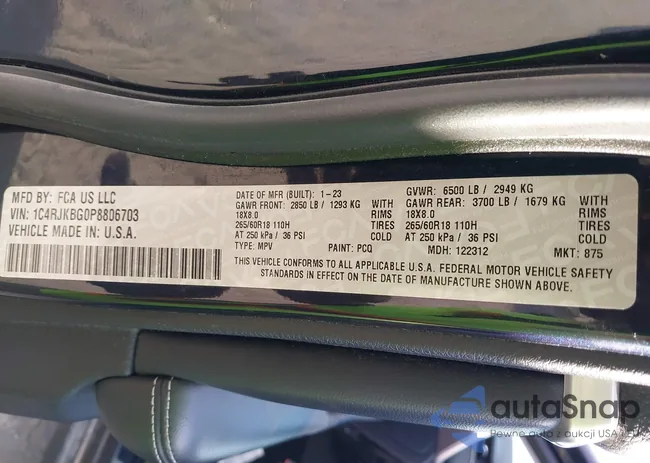 MFD BY: FCA US LLC
VIN: 1C4RJKBG0P8806703
VEHICLE MADE IN: U.S.A.
DATE OF MFR (BUILT): 1-23
GAWR FRONT: 2850 LB / 1293 KG WITH
18X8.0 RIMS
265/60R18 110H TIRES
AT 250 kPa / 36 PSI COLD
TYPE: MPV PAINT: PCQ
GVWR: 6500 LB / 2949 KG
GAWR REAR: 3700 LB / 1679 KG WITH
18X8.0 RIMS
265/60R18 110H TIRES
AT 250 kPa / 36 PSI COLD
MDH: 122312 MKT: 875
THIS VEHICLE CONFORMS TO ALL APPLICABLE U.S.A. FEDERAL MOTOR VEHICLE SAFETY
STANDARDS IN EFFECT ON THE DATE OF MANUFACTURE SHOWN ABOVE.
autaSnap
Pewne auta z aukcji USA